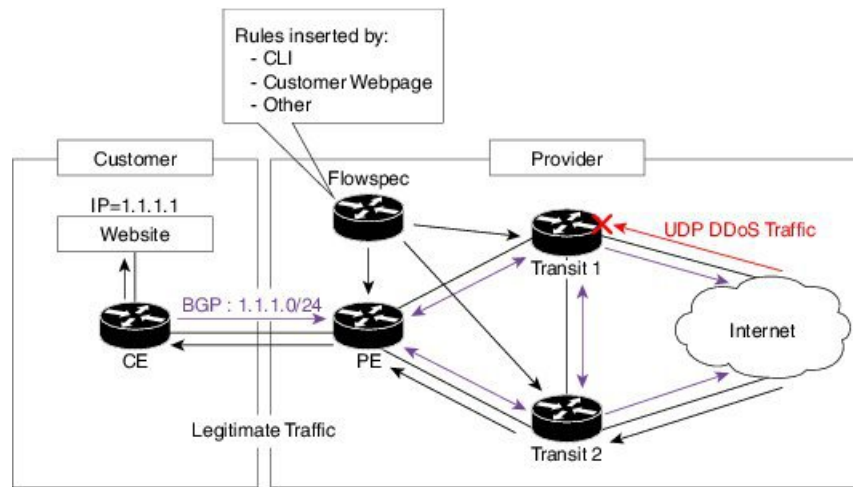 Rules inserted by:
- CLI
- Customer Webpage
- Other
Customer
Provider
Flowspec
IP=1.1.1.1
Website
UDP DDoS Traffic
Transit 1
BGP : 1.1.1.0/24
Internet
CE
PE
Legitimate Traffic
Transit 2